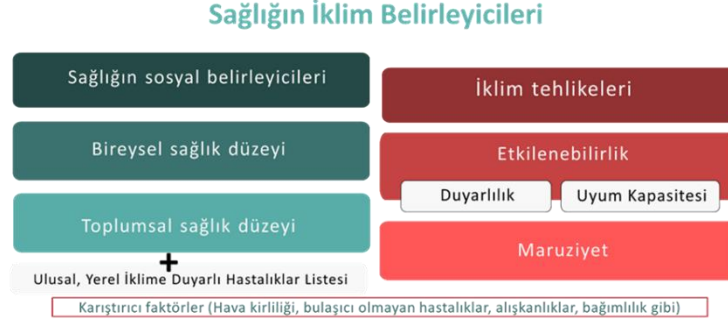 Sağlığın İklim Belirleyicileri
Sağlığın sosyal belirleyicileri
Bireysel sağlık düzeyi
Toplumsal sağlık düzeyi
+
Ulusal, Yerel İklime Duyarlı Hastalıklar Listesi
İklim tehlikeleri
Etkilenebilirlik
Duyarlılık
Uyum Kapasitesi
Maruziyet
Karıştırıcı faktörler (Hava kirliliği, bulaşıcı olmayan hastalıklar, alışkanlıklar, bağımlılık gibi)